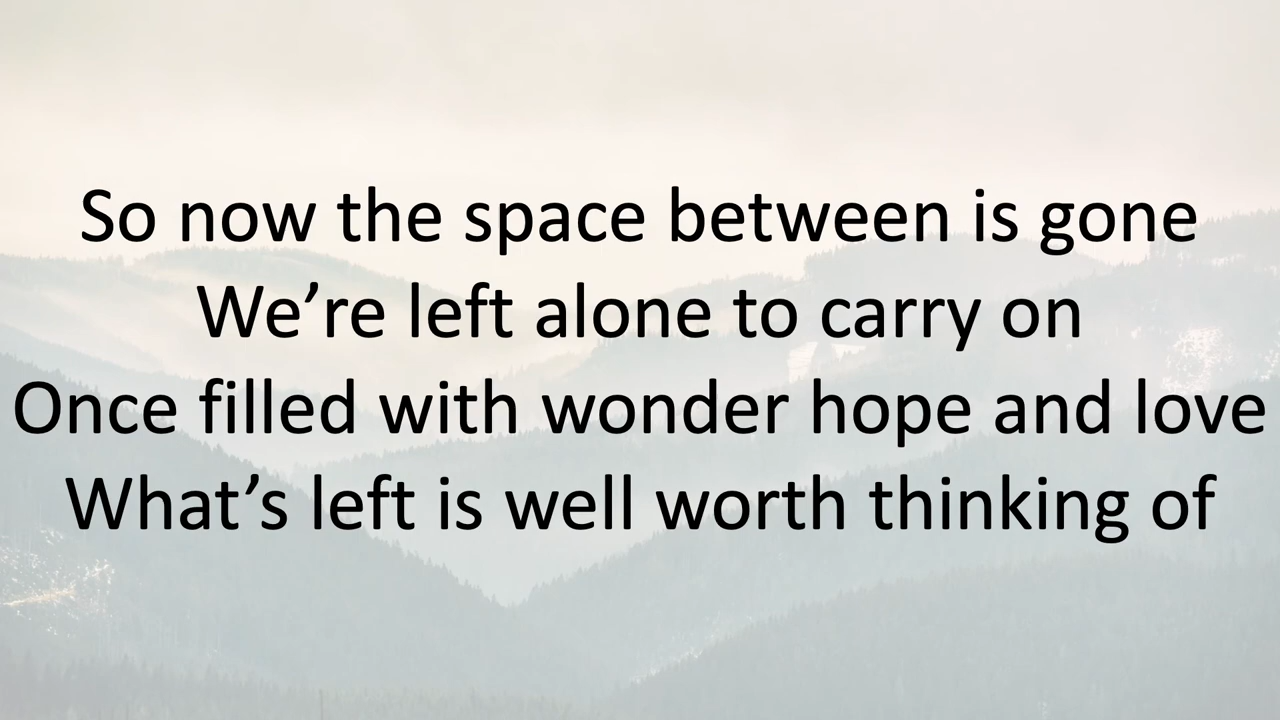 So now the space between is gone
We’re left alone to carry on
Once filled with wonder hope and love
What’s left is well worth thinking of